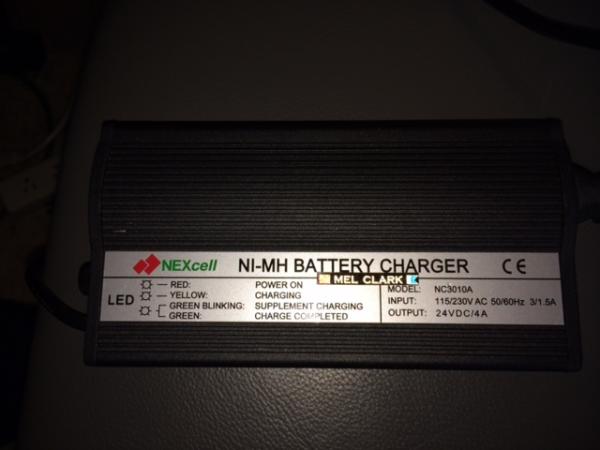 NEXcell NI-MH BATTERY CHARGER CE
MEL CLARK
LED
RED: POWER ON
YELLOW: CHARGING
GREEN BLINKING: SUPPLEMENT CHARGING
GREEN: CHARGE COMPLETED
MODEL: NC3010A
INPUT: 115/230V AC 50/60Hz 3/1.5A
OUTPUT: 24VDC/4A